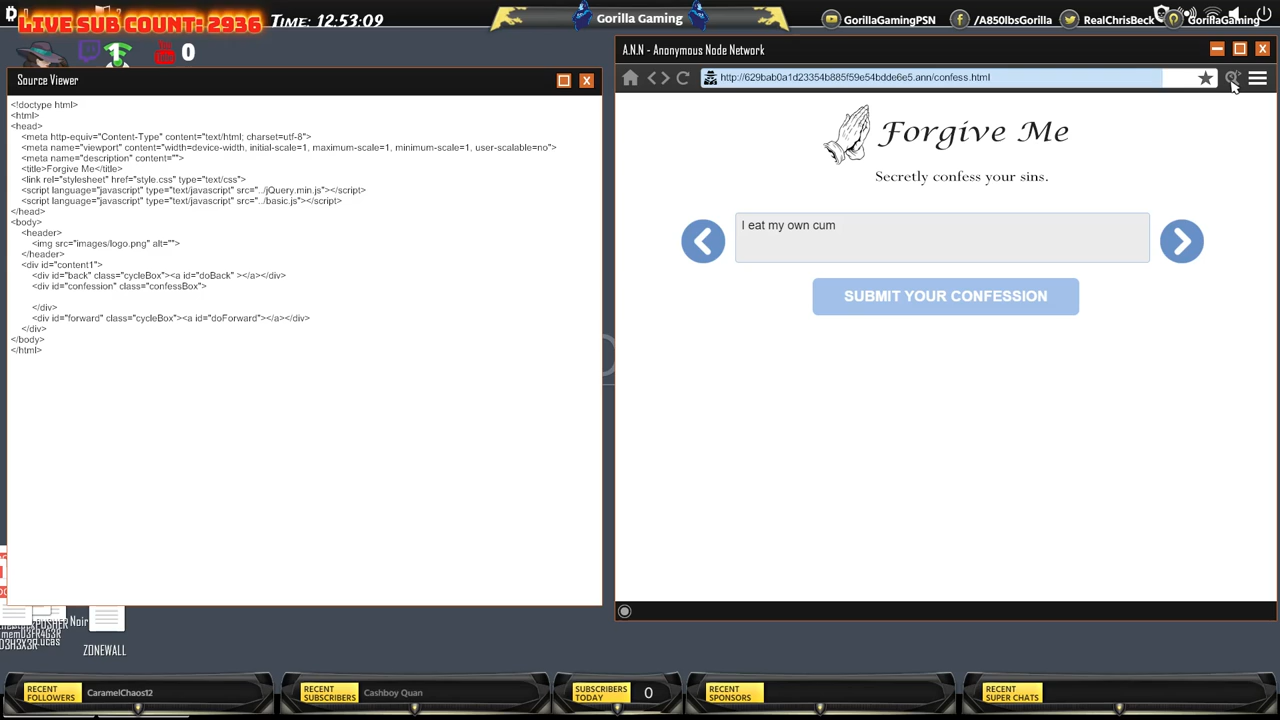 LIVE SUB COUNT: 2936
TIME: 12:53:09
Gorilla Gaming
GorillaGamingPSN
/A850lbsGorilla
RealChrisBeck
GorillaGaming
1
0
Source Viewer
<!doctype html>
<html>
<head>
<meta http-equiv="Content-Type" content="text/html; charset=utf-8">
<meta name="viewport" content="width=device-width, initial-scale=1, maximum-scale=1, minimum-scale=1, user-scalable=no">
<meta name="description" content="">
<title>Forgive Me</title>
<link rel="stylesheet" href="style.css" type="text/css">
<script language="javascript" type="text/javascript" src="../jQuery.min.js"></script>
<script language="javascript" type="text/javascript" src="../basic.js"></script>
</head>
<body>
<header>
<img src="images/logo.png" alt="">
</header>
<div id="content1">
<div id="back" class="cycleBox"><a id="doBack" ></a></div>
<div id="confession" class="confessBox">
</div>
<div id="forward" class="cycleBox"><a id="doForward"></a></div>
</div>
</body>
</html>
A.N.N - Anonymous Node Network
http://629bab0a1d23354b885f59e54bdde6e5.ann/confess.html
Forgive Me
Secretly confess your sins.
I eat my own cum
SUBMIT YOUR CONFESSION
Noir
Lucas
ZONEWALL
RECENT FOLLOWERS
CaramelChaos12
RECENT SUBSCRIBERS
Cashboy Quan
SUBSCRIBERS TODAY
0
RECENT SPONSORS
RECENT SUPER CHATS